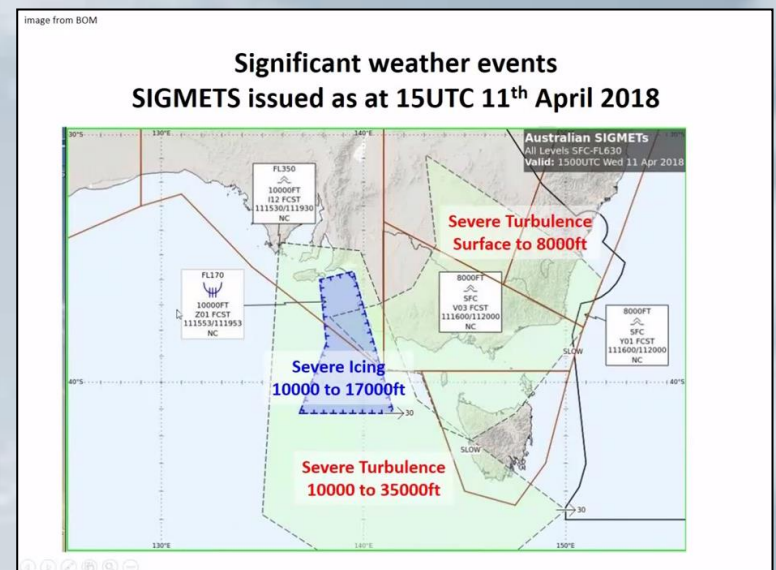 image from BOM
Significant weather events
SIGMETS issued as at 15UTC 11th April 2018
30°S
130°E
140°E
Australian SIGMETs
All Levels SFC-FL630
Valid: 1500UTC Wed 11 Apr 2018
FL350
10000FT
I12 FCST
111530/111930
NC
Severe Turbulence
Surface to 8000ft
FL170
10000FT
Z01 FCST
111553/111953
NC
8000FT
SFC
V03 FCST
111600/112000
NC
8000FT
SFC
Y01 FCST
111600/112000
NC
SLOW
Severe Icing
10000 to 17000ft
40°S
40°S
30
SLOW
Severe Turbulence
10000 to 35000ft
30
130°E
140°E
150°E